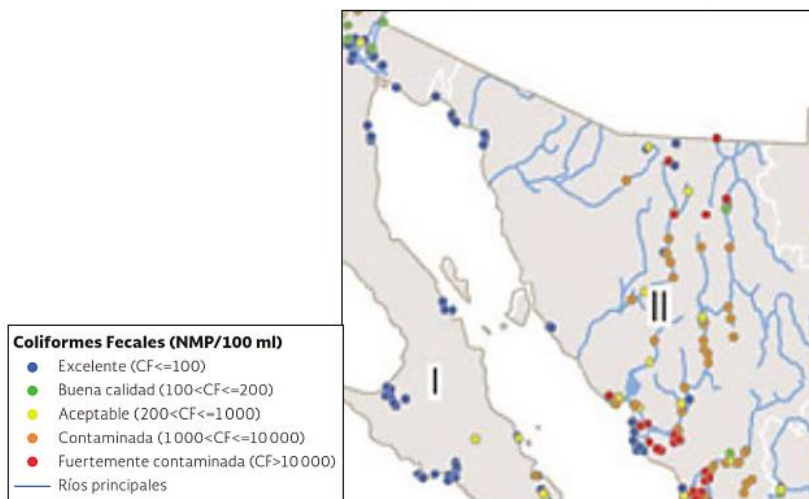 Coliformes Fecales (NMP/100 ml)
Excelente (CF<=100)
Buena calidad (100<CF<=200)
Aceptable (200<CF<=1000)
Contaminada (1000<CF<=10000)
Fuertemente contaminada (CF>10000)
Ríos principales
I
II